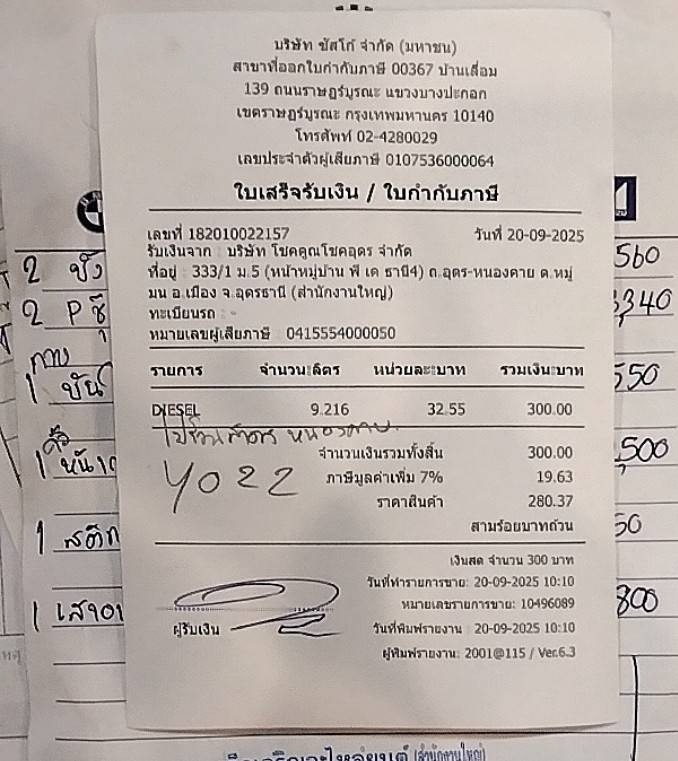 บริษัท ซัสโก้ จำกัด (มหาชน)
สาขาที่ออกใบกำกับภาษี 00367 บ้านเลื่อม
139 ถนนราษฎร์บูรณะ แขวงบางปะกอก
เขตราษฎร์บูรณะ กรุงเทพมหานคร 10140
โทรศัพท์ 02-4280029
เลขประจำตัวผู้เสียภาษี 0107536000064
ใบเสร็จรับเงิน / ใบกำกับภาษี
เลขที่ 182010022157 วันที่ 20-09-2025
รับเงินจาก : บริษัท โชคคูณโชคอุดร จำกัด
ที่อยู่ : 333/1 ม.5 (หน้าหมู่บ้าน พี เค ธานี4) ถ.อุดร-หนองคาย ต.หมู
มน อ.เมือง จ.อุดรธานี (สำนักงานใหญ่)
ทะเบียนรถ : -
หมายเลขผู้เสียภาษี 0415554000050
รายการ จำนวน:ลิตร หน่วยละ:บาท รวมเงิน:บาท
DIESEL 9.216 32.55 300.00
จำนวนเงินรวมทั้งสิ้น 300.00
4022
ภาษีมูลค่าเพิ่ม 7% 19.63
ราคาสินค้า 280.37
สามร้อยบาทถ้วน
เงินสด จำนวน 300 บาท
วันที่ทำรายการขาย: 20-09-2025 10:10
หมายเลขรายการขาย: 10496089
ผู้รับเงิน วันที่พิมพ์รายงาน : 20-09-2025 10:10
ผู้พิมพ์รายงาน: 2001@115 / Ver.6.3
2 560
2 340
1 550
1 500
1 50
1 800
(สำนักงานใหญ่)